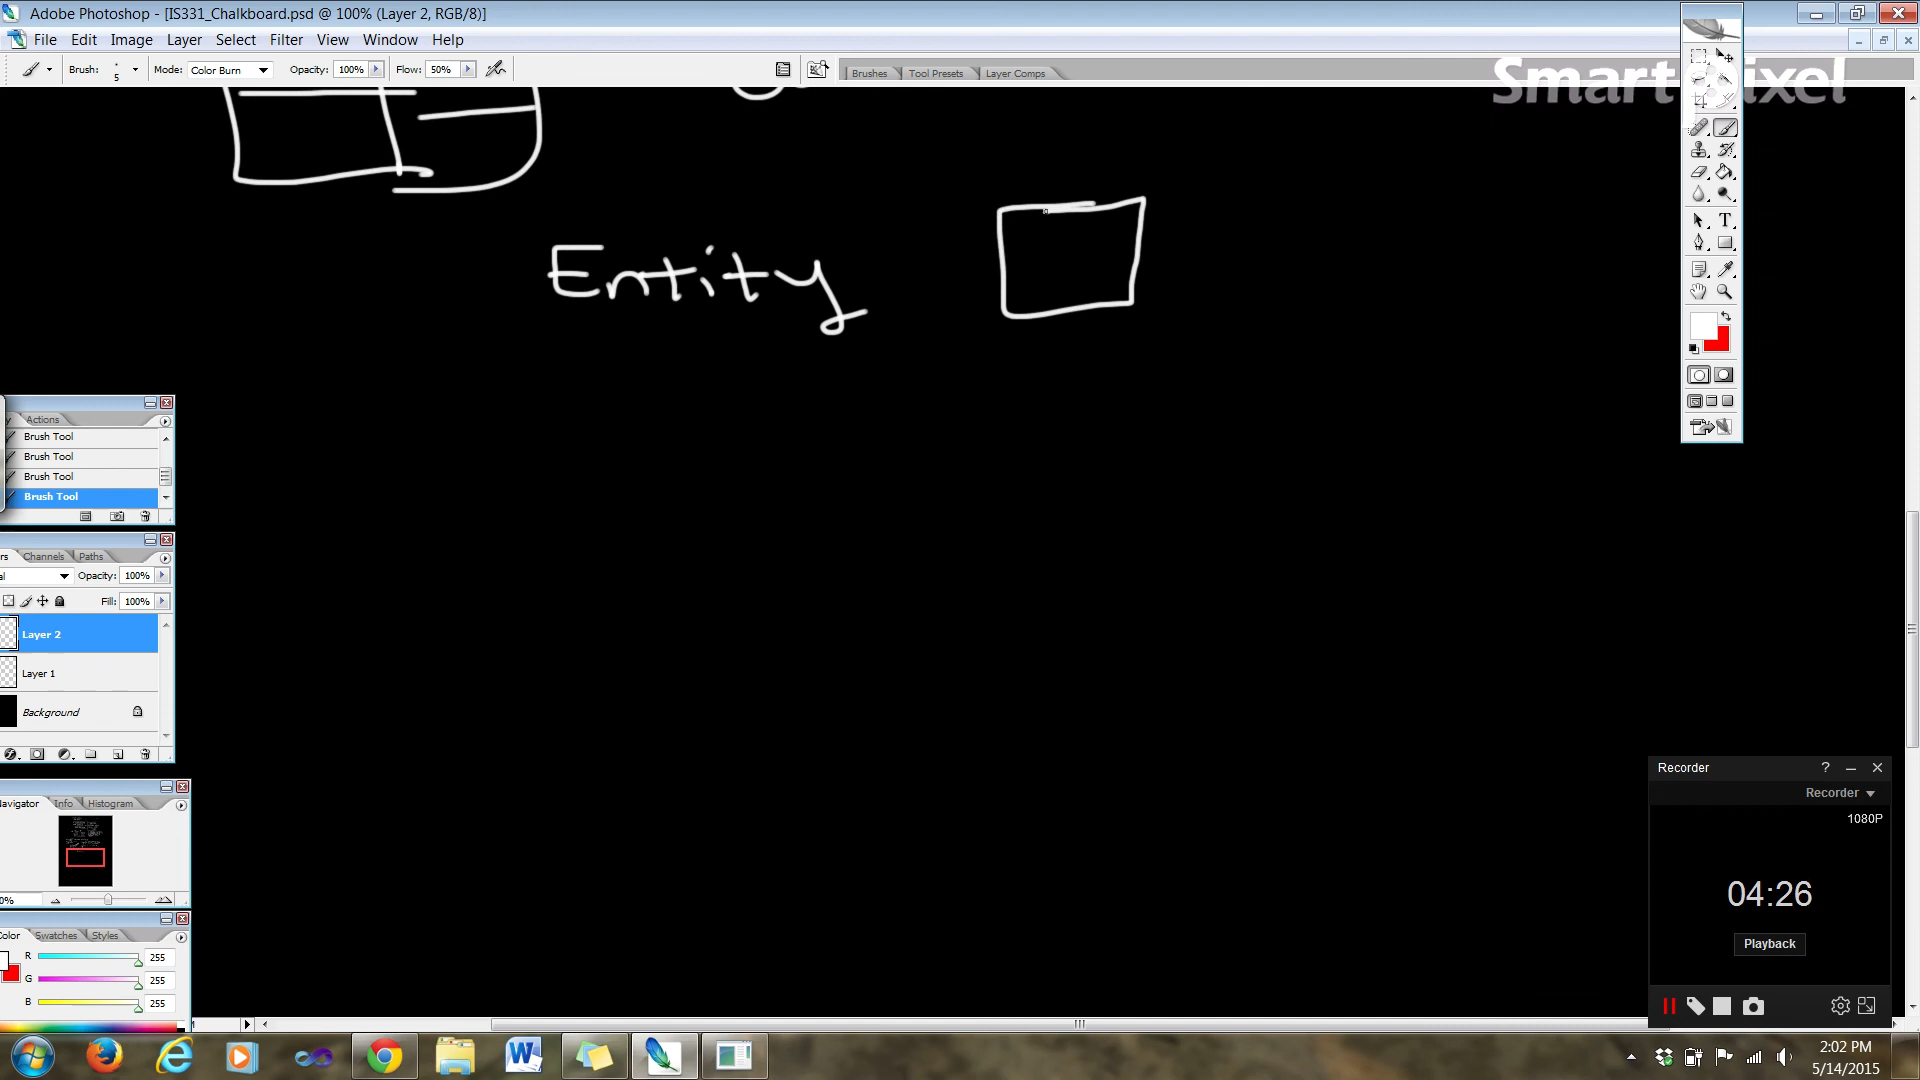 Adobe Photoshop - [IS331_Chalkboard.psd @ 100% (Layer 2, RGB/8)]
File Edit Image Layer Select Filter View Window Help
Brush: 5 Mode: Color Burn Opacity: 100% Flow: 50% Brushes Tool Presets Layer Comps
Smart ixel
Entity
Actions
Brush Tool
Brush Tool
Brush Tool
Brush Tool
rs Channels Paths
al Opacity: 100%
Fill: 100%
Layer 2
Layer 1
Background
Navigator Info Histogram
0%
Color Swatches Styles
R 255
G 255
B 255
Recorder ?
Recorder
1080P
04:26
Playback
2:02 PM
5/14/2015